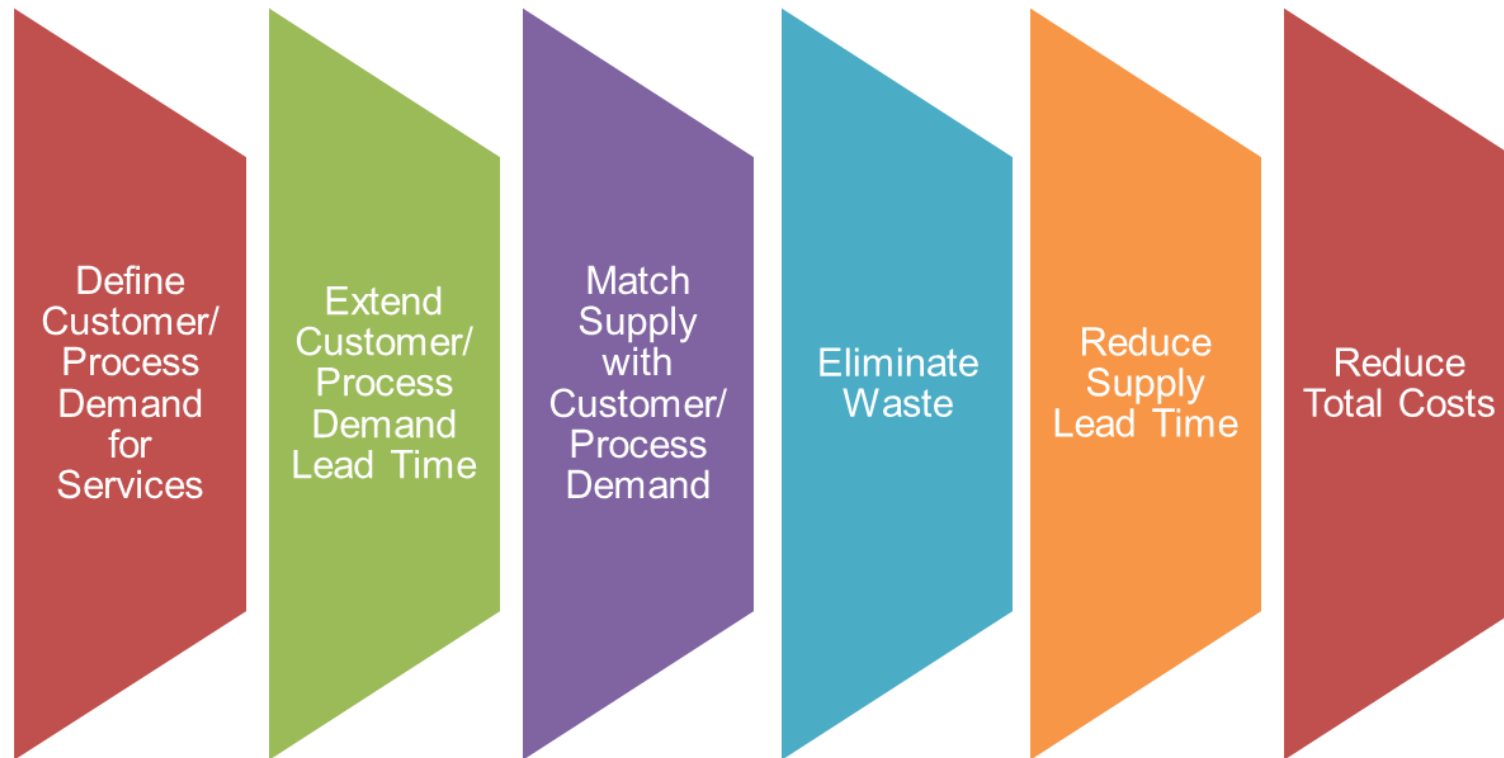 Define
Customer/
Process
Demand
for
Services
Extend
Customer/
Process
Demand
Lead Time
Match
Supply
with
Customer/
Process
Demand
Eliminate
Waste
Reduce
Supply
Lead Time
Reduce
Total Costs